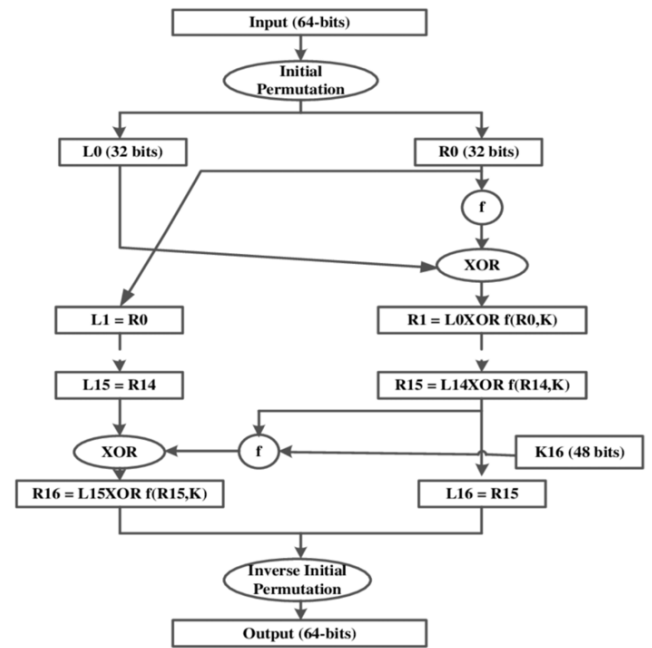 Input (64-bits)
Initial
Permutation
L0 (32 bits)
R0 (32 bits)
f
XOR
L1 = R0
R1 = L0XOR f(R0,K)
L15 = R14
R15 = L14XOR f(R14,K)
XOR
f
K16 (48 bits)
R16 = L15XOR f(R15,K)
L16 = R15
Inverse Initial
Permutation
Output (64-bits)